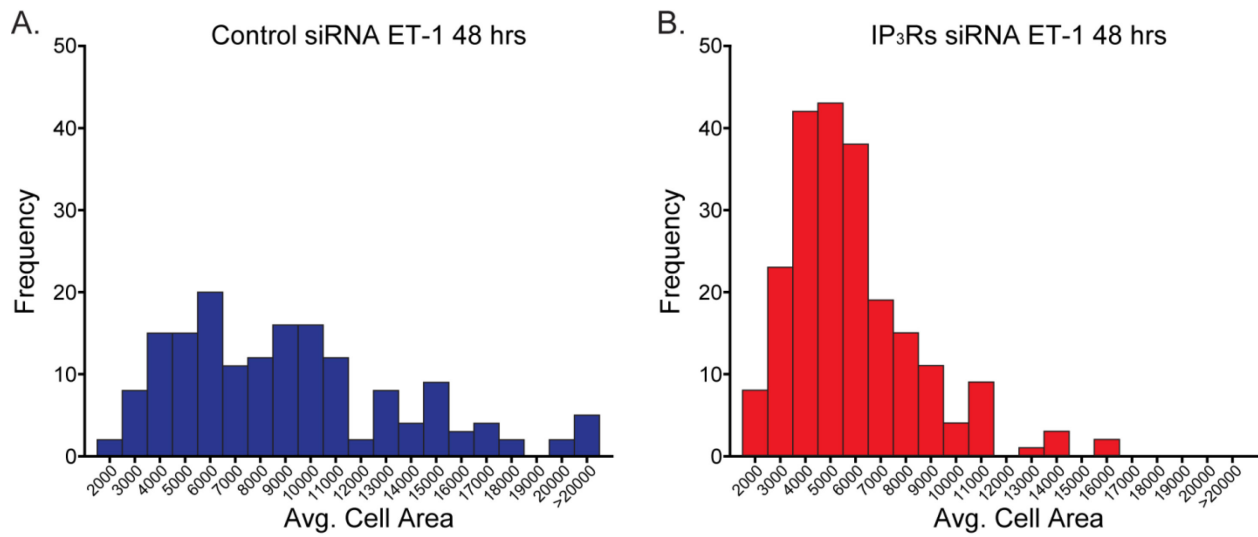 A.
Control siRNA ET-1 48 hrs
50
40
30
20
10
0
Frequency
2000 3000 4000 5000 6000 7000 8000 9000 10000 11000 12000 13000 14000 15000 16000 17000 18000 19000 20000 >20000
Avg. Cell Area
B.
IP₃Rs siRNA ET-1 48 hrs
50
40
30
20
10
0
Frequency
2000 3000 4000 5000 6000 7000 8000 9000 10000 11000 12000 13000 14000 15000 16000 17000 18000 19000 20000 >20000
Avg. Cell Area